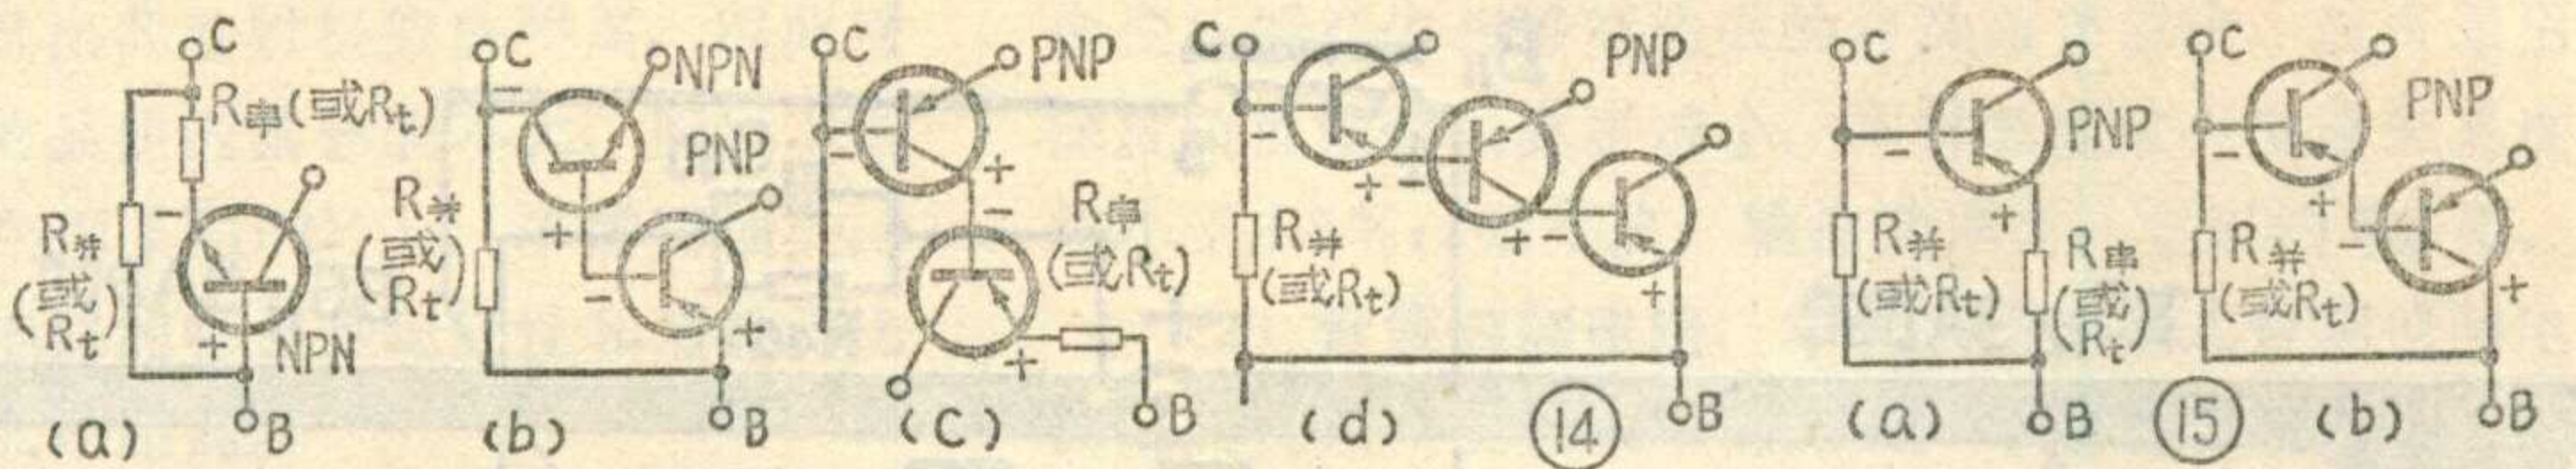 C
R串(或Rt)
R并
(或
Rt)
-
+
NPN
B
(a)
C
NPN
-
PNP
R并
(或
Rt)
+
-
+
B
(b)
C
PNP
-
+
-
R串
(或Rt)
+
B
(C)
C
PNP
-
+
-
+
-
R并
(或Rt)
+
B
(d)
14
C
PNP
-
+
R并
(或Rt)
R串
(或
Rt)
B
(a)
15
C
PNP
-
+
-
R并
(或Rt)
+
B
(b)